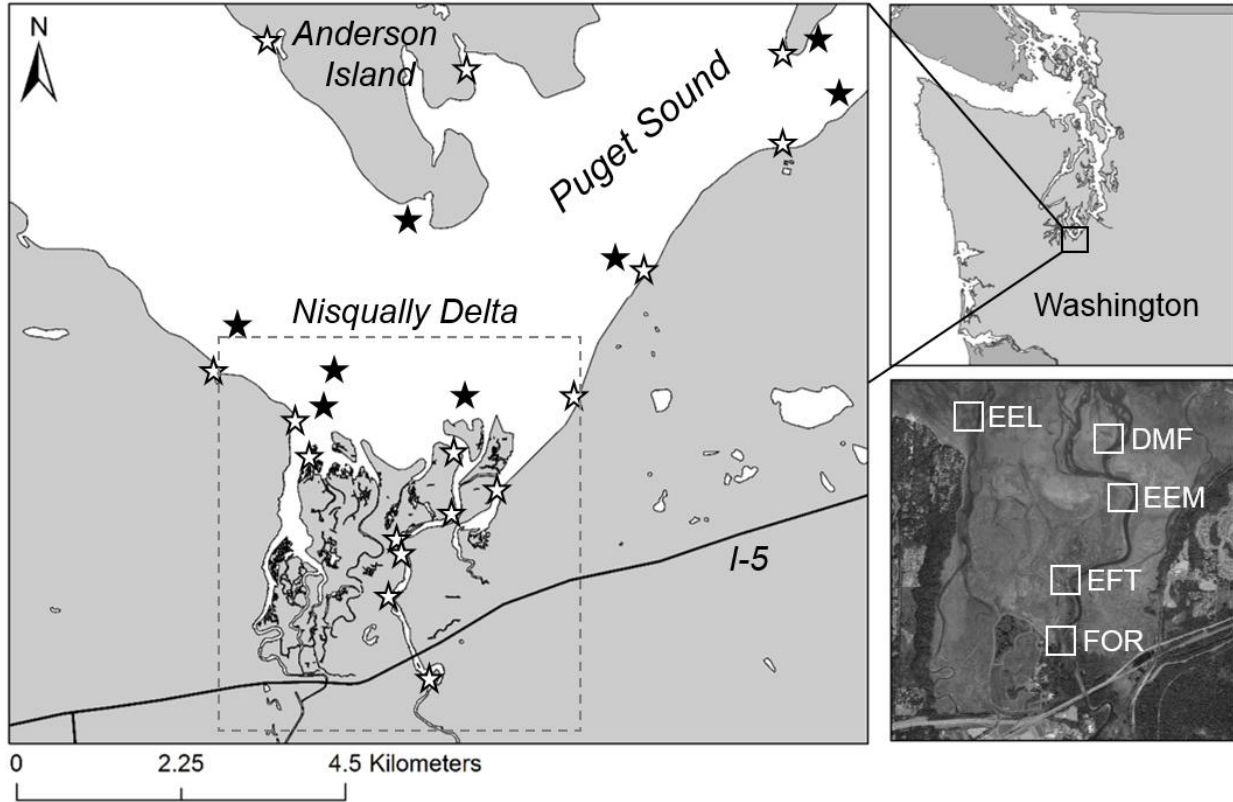 N
Anderson
Island
Puget Sound
Nisqually Delta
I-5
0 2.25 4.5 Kilometers
Washington
EEL
DMF
EEM
EFT
FOR